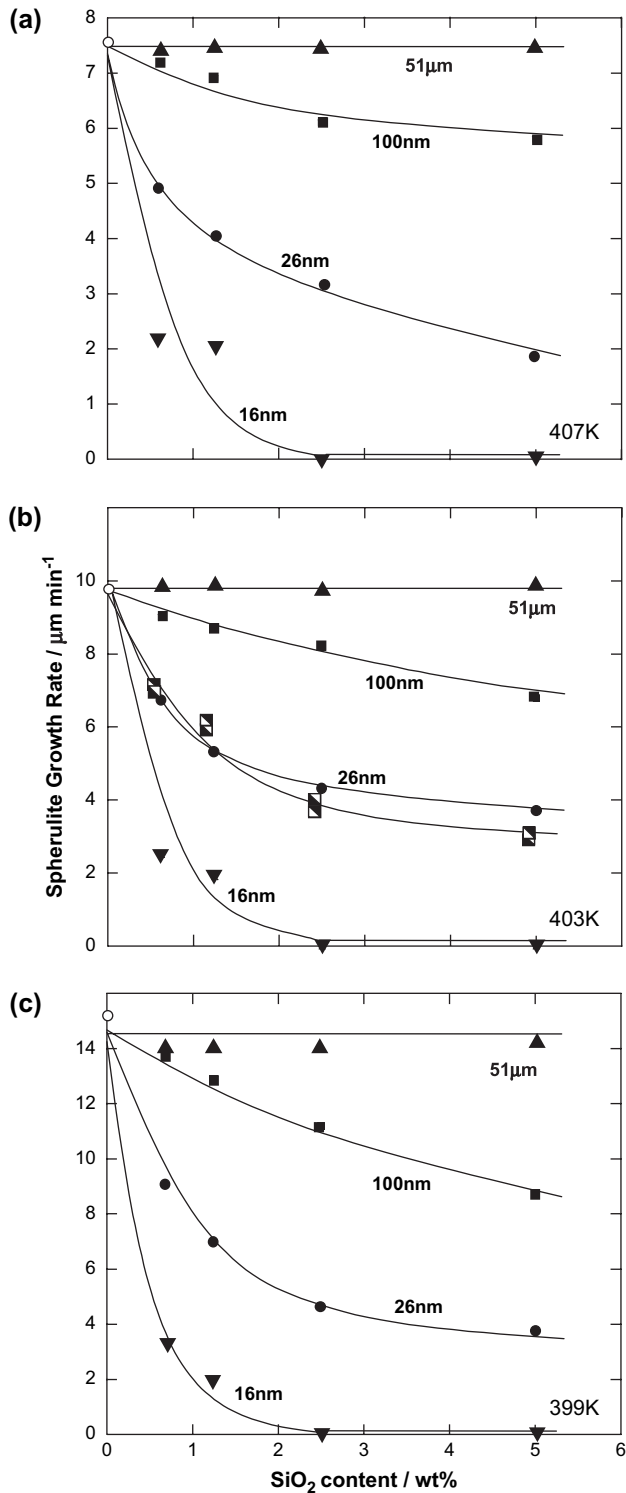 (a)
8
7
6
5
4
3
2
1
0
51μm
100nm
26nm
16nm
407K
(b)
10
8
6
4
2
0
51μm
100nm
26nm
16nm
403K
Spherulite Growth Rate / μm min⁻¹
(c)
14
12
10
8
6
4
2
0
51μm
100nm
26nm
16nm
399K
0 1 2 3 4 5 6
SiO₂ content / wt%